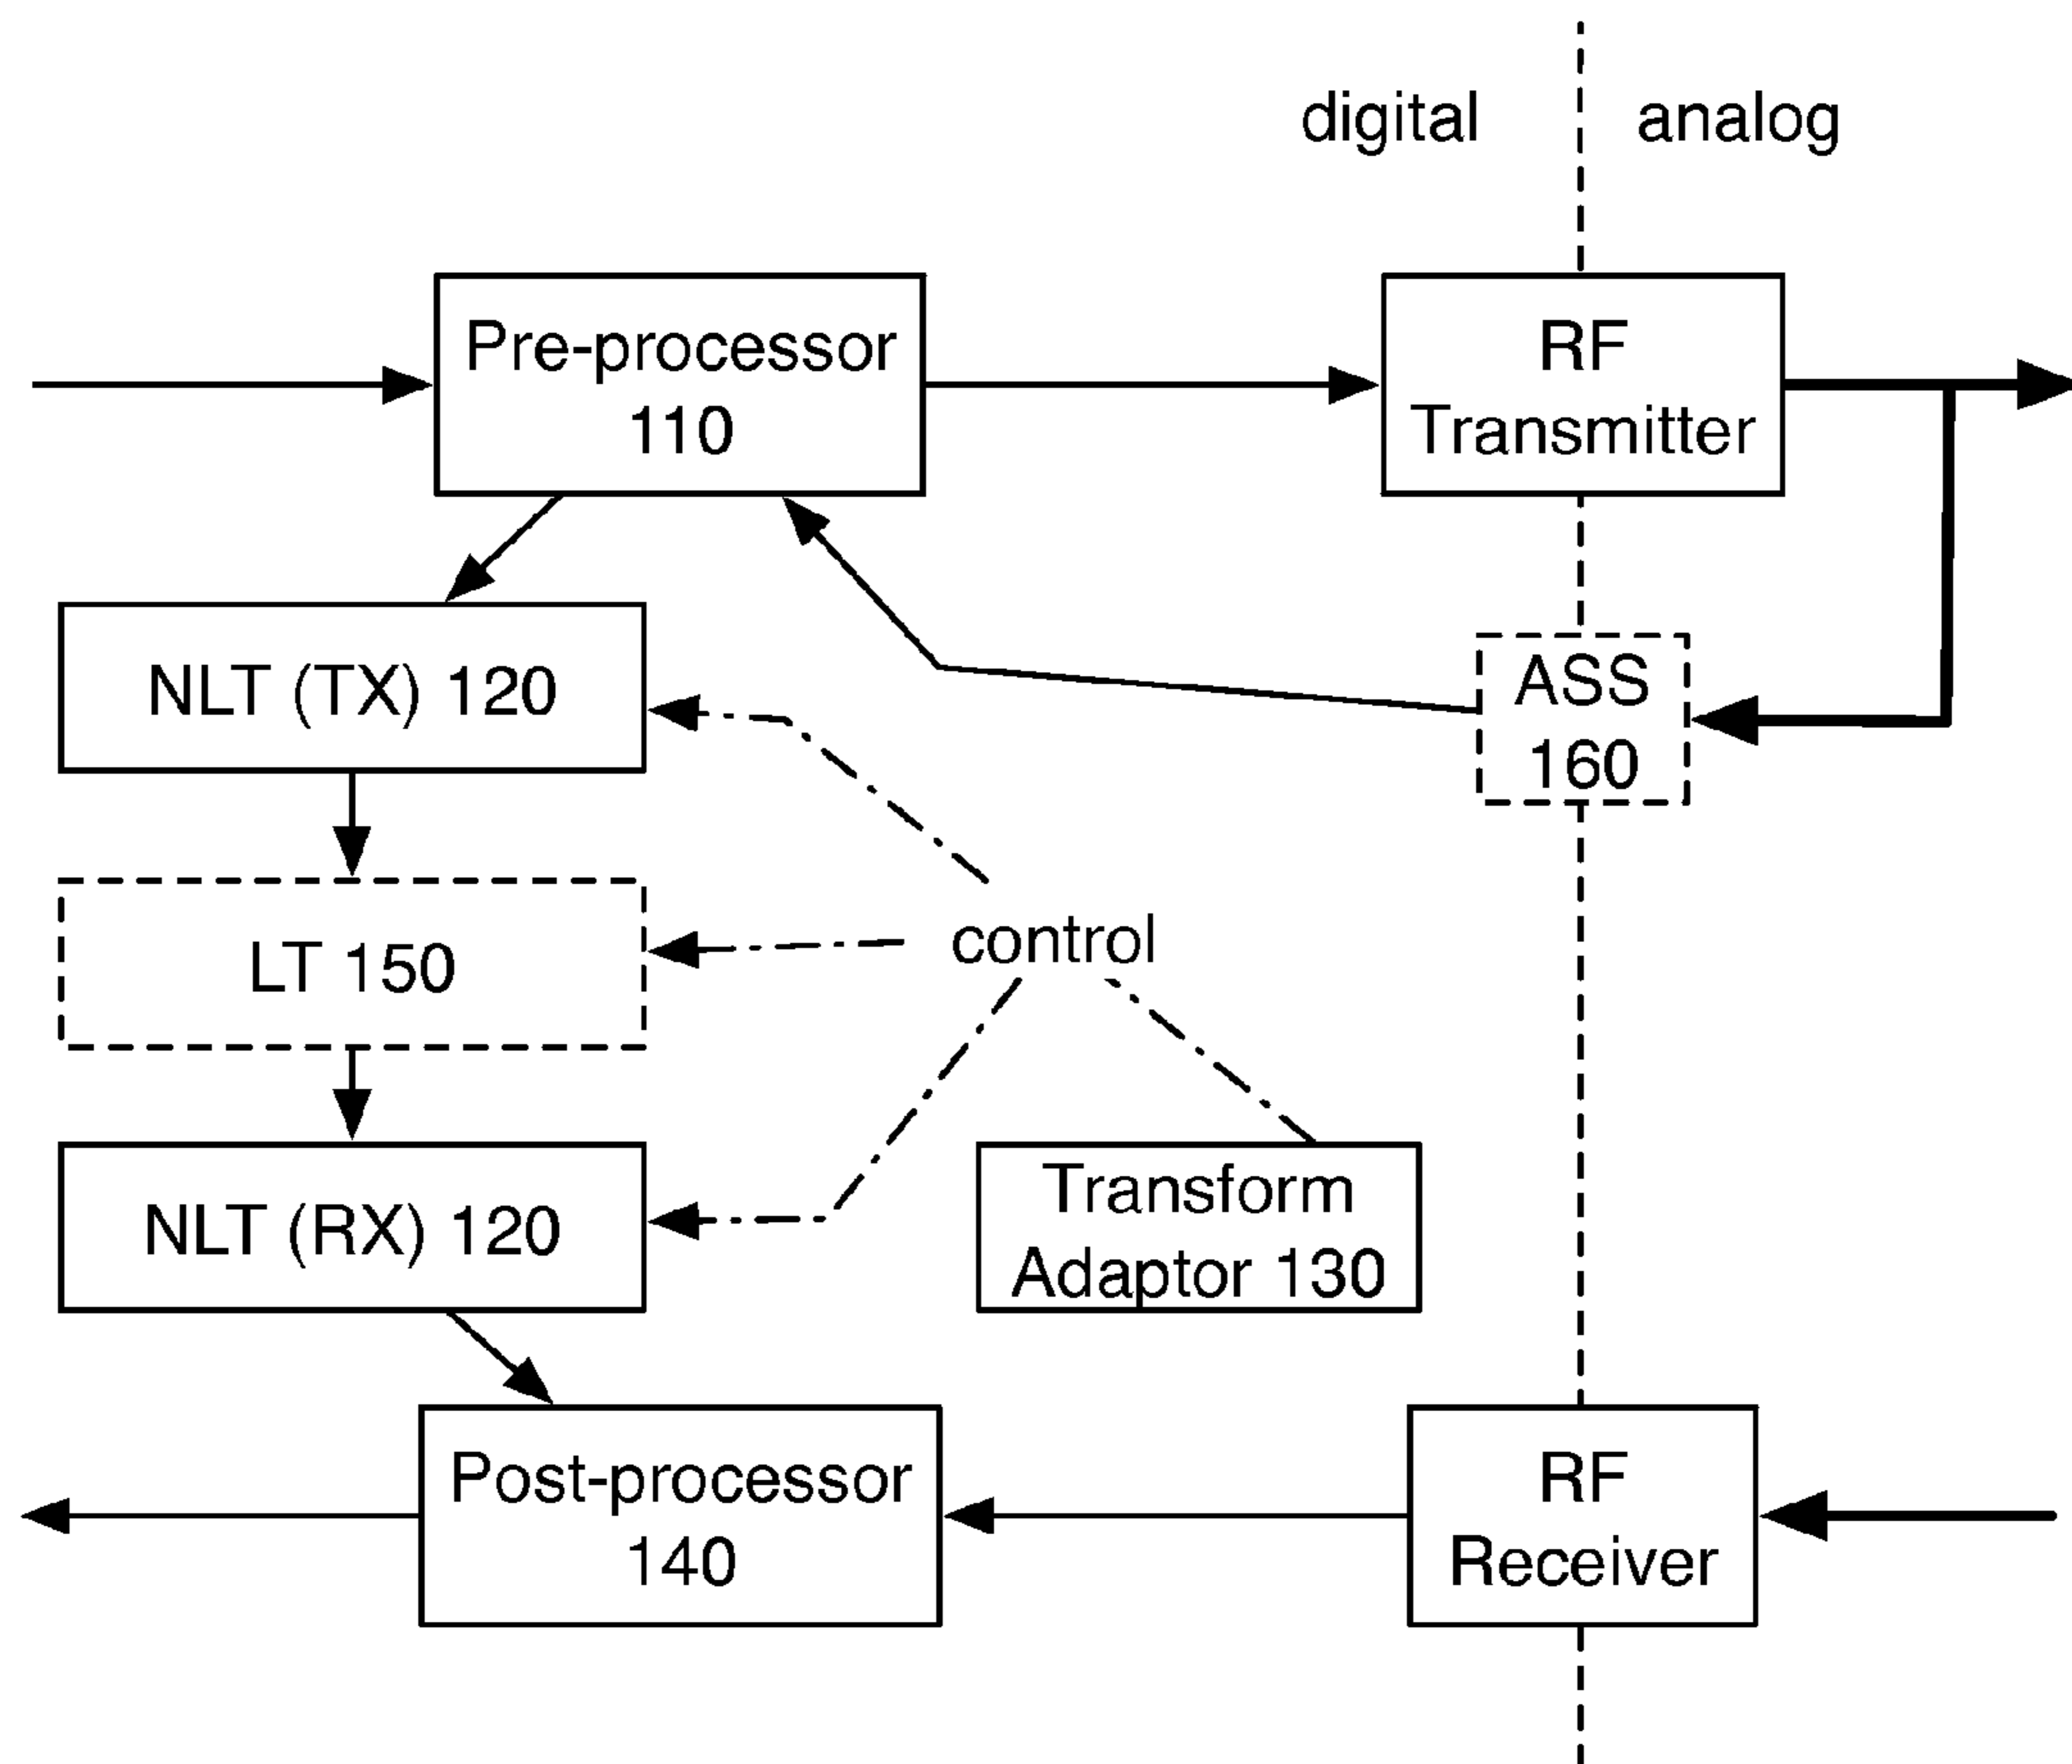 digital
analog
Pre-processor
110
RF
Transmitter
NLT (TX) 120
ASS
160
LT 150
control
NLT (RX) 120
Transform
Adaptor 130
Post-processor
140
RF
Receiver